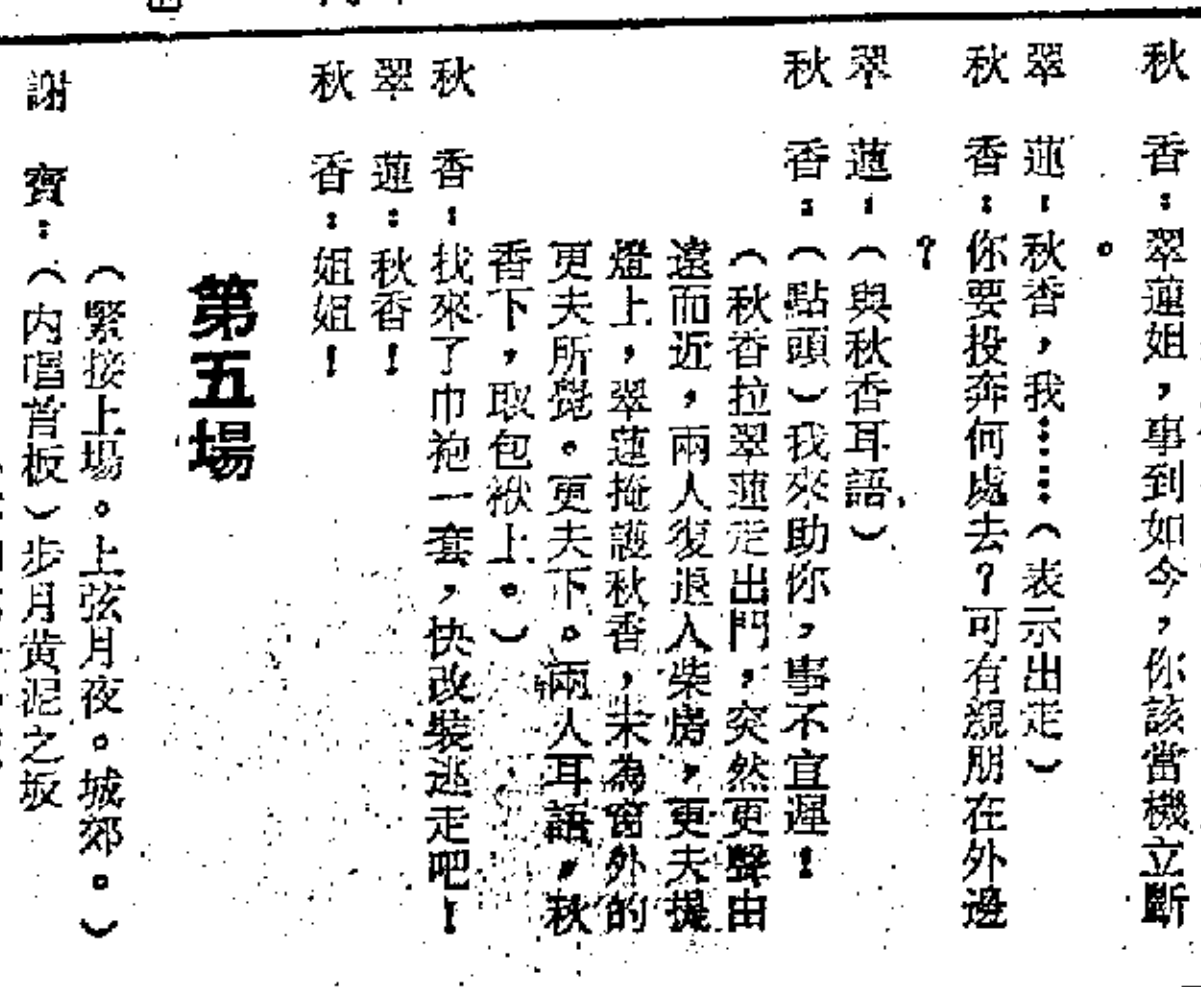 秋　香：翠蓮姐，事到如今，你該當機立斷
。
翠　蓮：秋香，我……（表示出走）
秋　香：你要投奔何處去？可有親朋在外邊
？
翠　蓮：（與秋香耳語）
秋　香：（點頭）我來助你，事不宜遲！
（秋香拉翠蓮走出門，突然更聲由
遠而近，兩人復退入柴房，更夫提
燈上，翠蓮掩護秋香，未為窗外的
更夫所覺。更夫下。兩人耳語，秋
香下，取包袱上。）
秋　香：找來了巾袍一套，快改裝逃走吧！
翠　蓮：秋香！
秋　香：姐姐！
第五場
（緊接上場。上弦月夜。城郊。）
謝　寶：（內唱首板）步月黄泥之坂